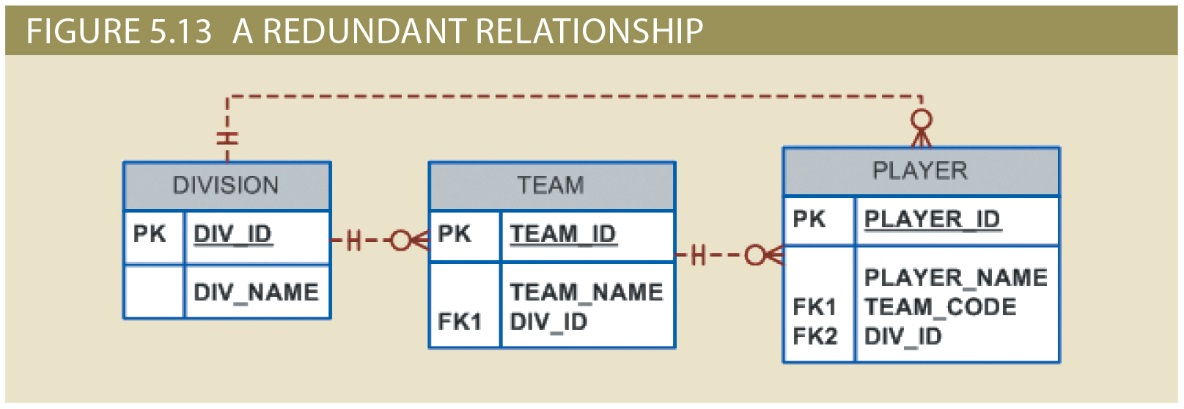 FIGURE 5.13 A REDUNDANT RELATIONSHIP
DIVISION
PK DIV_ID
DIV_NAME
TEAM
PK TEAM_ID
TEAM_NAME
FK1 DIV_ID
PLAYER
PK PLAYER_ID
PLAYER_NAME
FK1 TEAM_CODE
FK2 DIV_ID